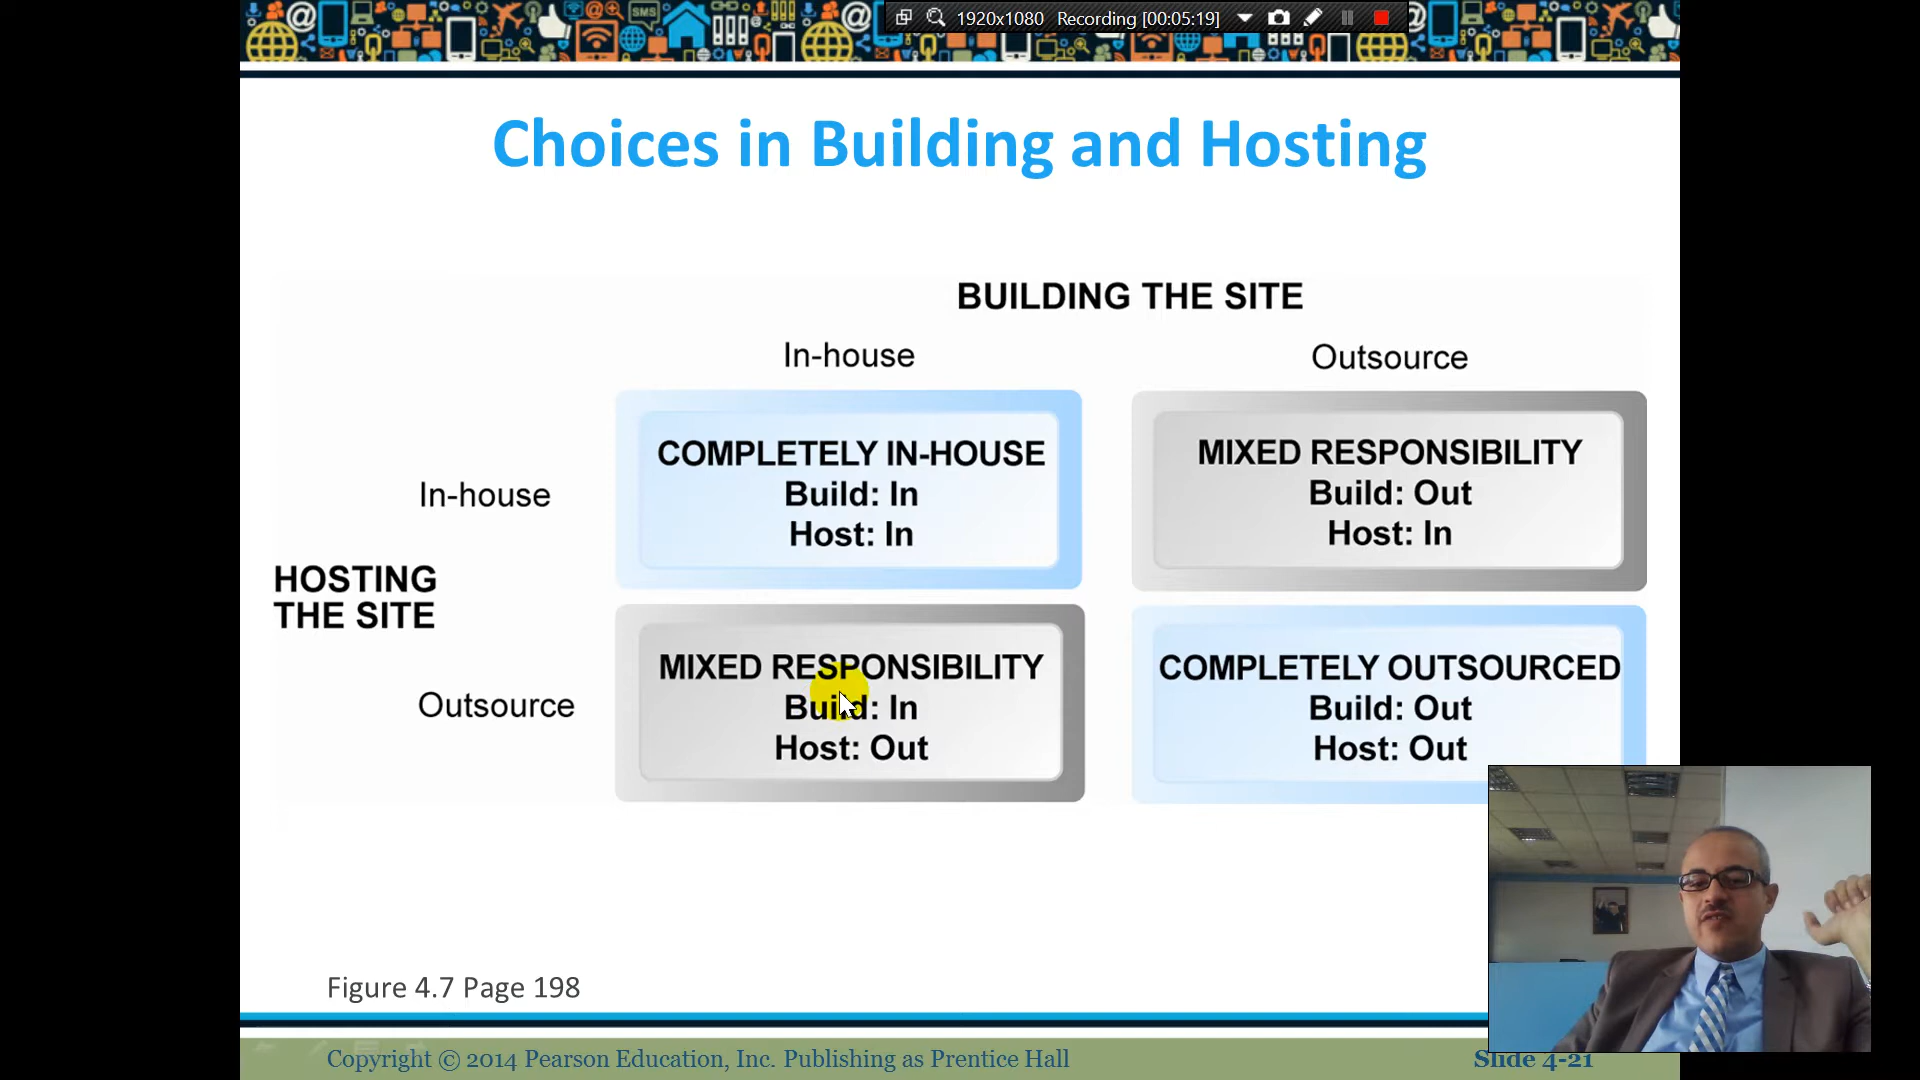 SMS
1920x1080 Recording [00:05:19]
Choices in Building and Hosting
BUILDING THE SITE
In-house
Outsource
In-house
COMPLETELY IN-HOUSE
Build: In
Host: In
MIXED RESPONSIBILITY
Build: Out
Host: In
HOSTING
THE SITE
Outsource
MIXED RESPONSIBILITY
Build: In
Host: Out
COMPLETELY OUTSOURCED
Build: Out
Host: Out
Figure 4.7 Page 198
Copyright © 2014 Pearson Education, Inc. Publishing as Prentice Hall
Slide 4-21